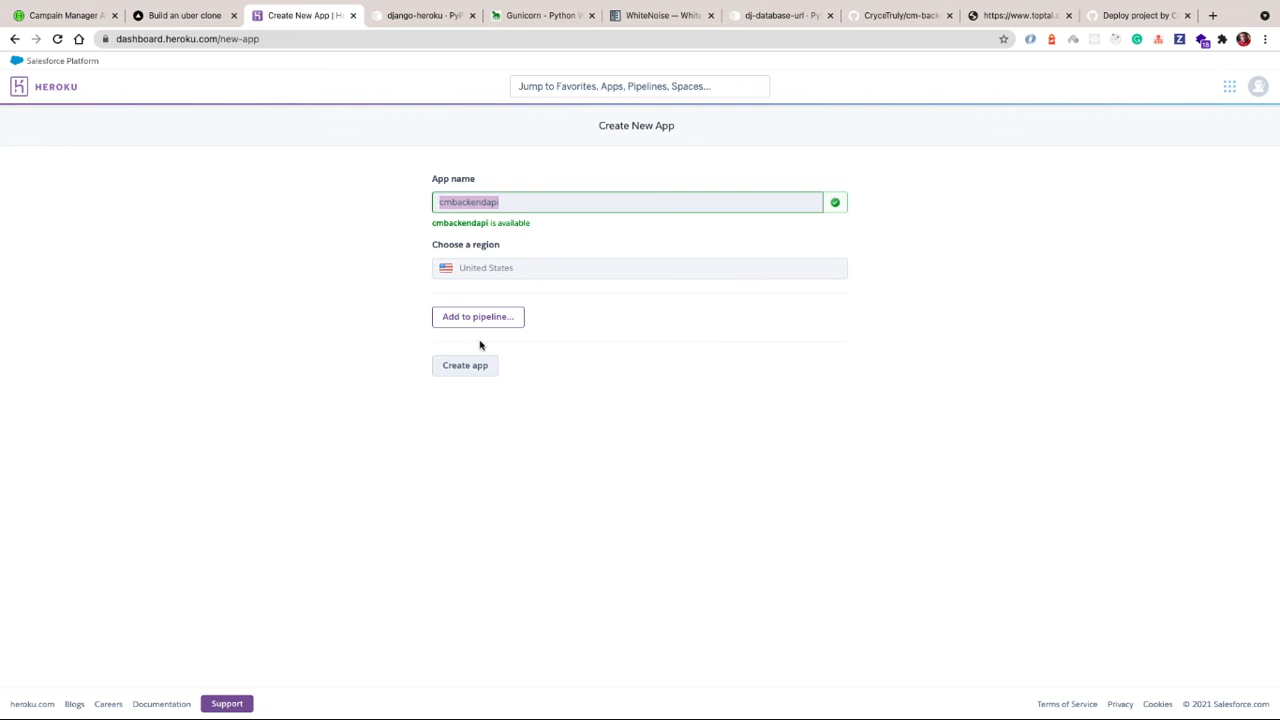 Campain Manager A
Build an uber clone
Create New App | He
django-heroku · PyP
Gunicorn - Python W
WhiteNoise — White
dj-database-url · Py
CryceTruly/cm-back
https://www.toptal.c
Deploy project by C
dashboard.heroku.com/new-app
18
Salesforce Platform
HEROKU
Jump to Favorites, Apps, Pipelines, Spaces...
Create New App
App name
cmbackendapi
cmbackendapi is available
Choose a region
United States
Add to pipeline...
Create app
heroku.com
Blogs
Careers
Documentation
Support
Terms of Service
Privacy
Cookies
© 2021 Salesforce.com